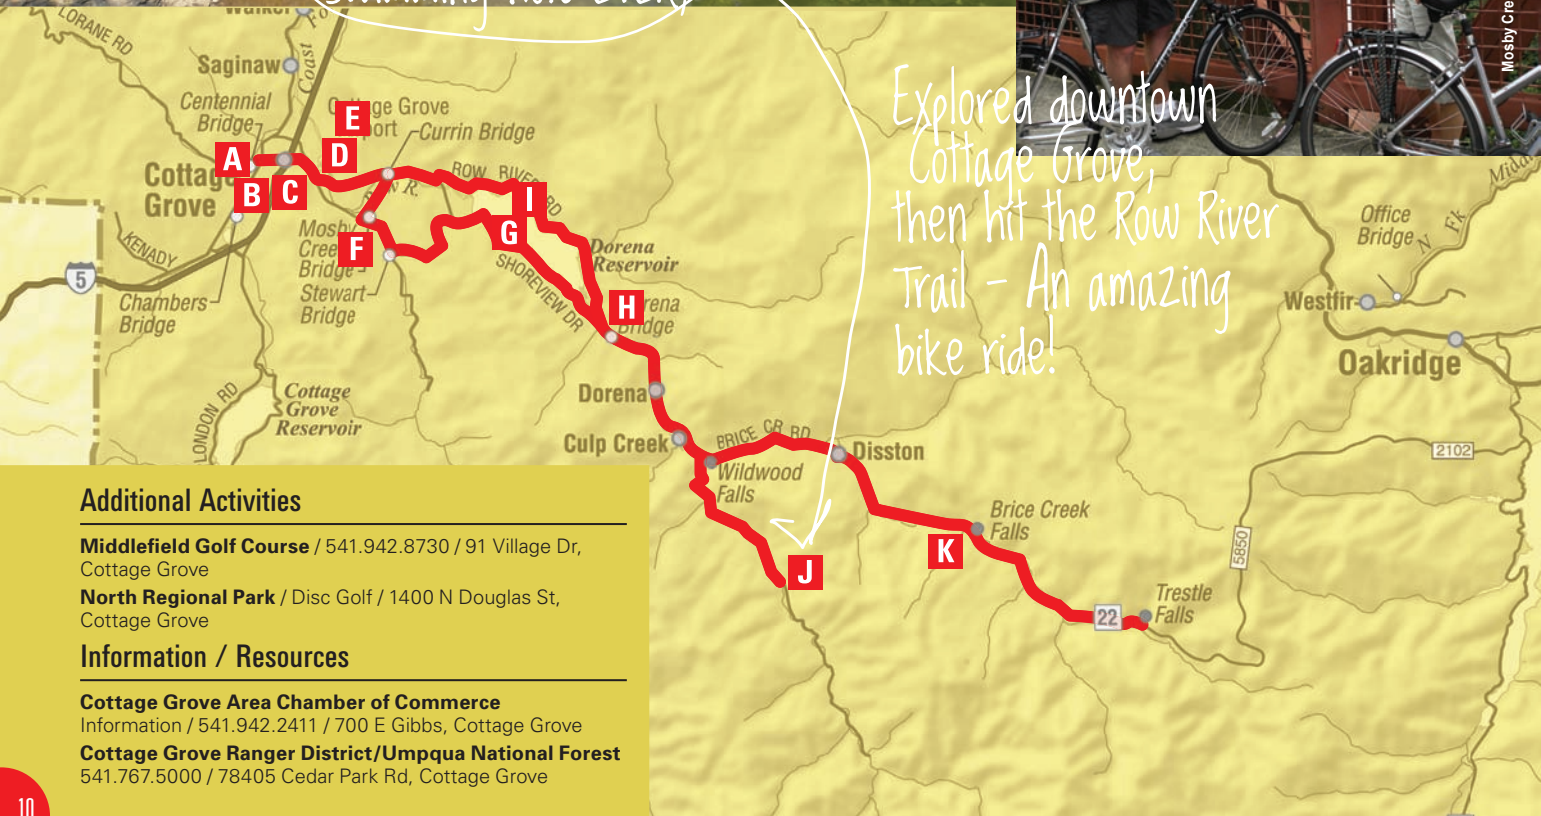 LORANE RD
Saginaw
Coast
Centennial
Bridge
E
Cottage Grove
Currin Bridge
A
D
Cottage
Grove
B
C
ROW RIVER RD
I
Mosby
Creek
Bridge
F
G
Dorena
Reservoir
KENADY
SHOREVIEW DR
5
Chambers
Bridge
Stewart
Bridge
H
Bridge
Explored downtown
Cottage Grove,
then hit the Row River
Trail – An amazing
bike ride!
Mosby Cre
Office
Bridge
N Fk
Westfir
Oakridge
LONDON RD
Cottage
Grove
Reservoir
Dorena
Culp Creek
BRICE CR RD
Disston
Wildwood
Falls
2102
Brice Creek
Falls
K
5850
J
Trestle
Falls
22
Additional Activities
Middlefield Golf Course / 541.942.8730 / 91 Village Dr,
Cottage Grove
North Regional Park / Disc Golf / 1400 N Douglas St,
Cottage Grove
Information / Resources
Cottage Grove Area Chamber of Commerce
Information / 541.942.2411 / 700 E Gibbs, Cottage Grove
Cottage Grove Ranger District/Umpqua National Forest
541.767.5000 / 78405 Cedar Park Rd, Cottage Grove
10